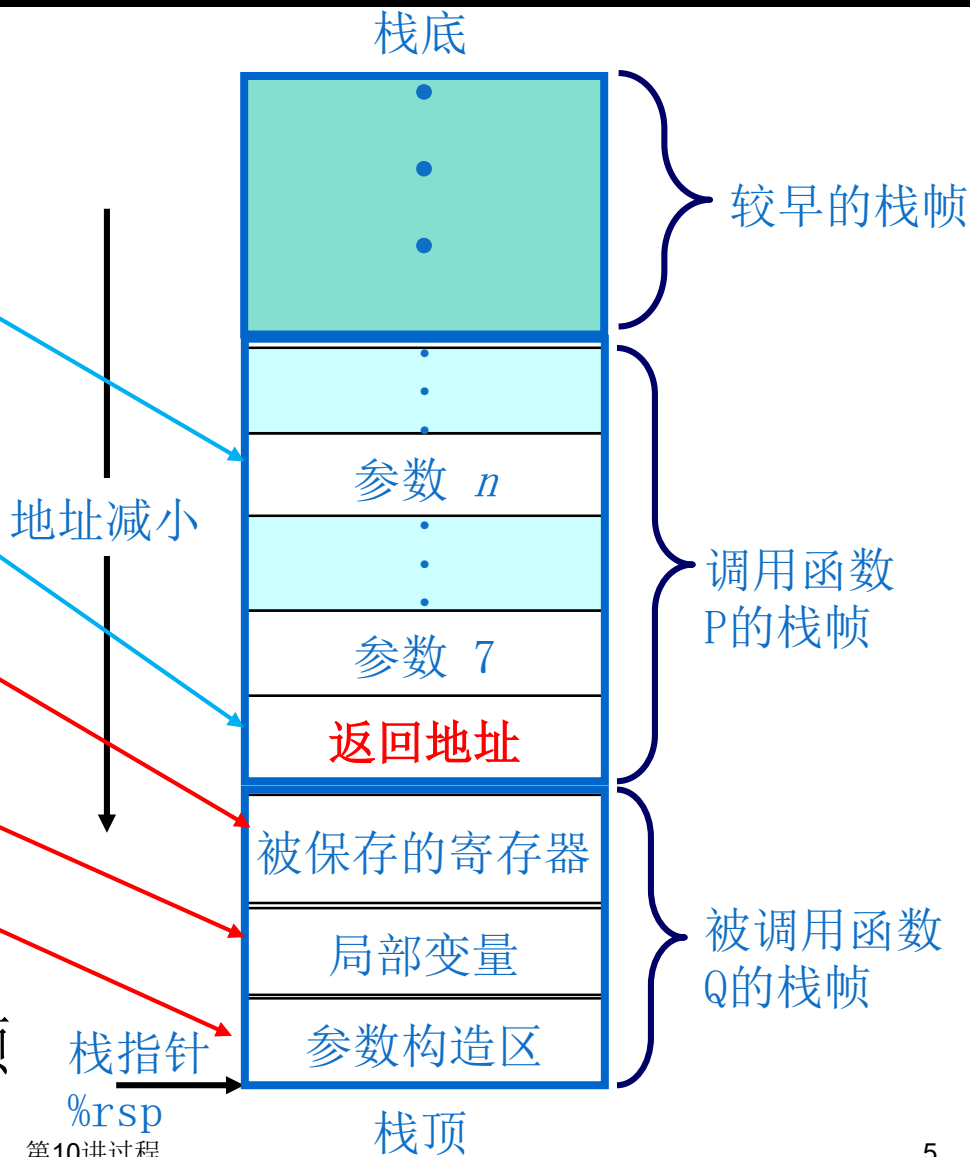 栈底
较早的栈帧
参数 n
地址减小
参数 7
调用函数
P的栈帧
返回地址
被保存的寄存器
局部变量
被调用函数
Q的栈帧
参数构造区
栈指针
%rsp
栈顶
第10讲过程
5